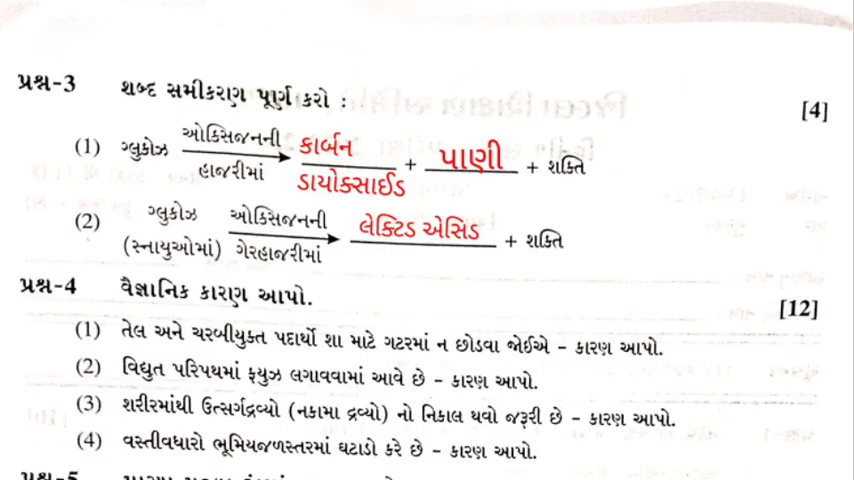 પ્રશ્ન-3 શબ્દ સમીકરણ પૂર્ણ કરો : [4]
(1) ગ્લુકોઝ ઓક્સિજનની હાજરીમાં કાર્બન ડાયોક્સાઈડ + પાણી + શક્તિ
(2) ગ્લુકોઝ (સ્નાયુઓમાં) ઓક્સિજનની ગેરહાજરીમાં લેક્ટિડ એસિડ + શક્તિ
પ્રશ્ન-4 વૈજ્ઞાનિક કારણ આપો. [12]
(1) તેલ અને ચરબીયુક્ત પદાર્થો શા માટે ગટરમાં ન છોડવા જોઈએ – કારણ આપો.
(2) વિદ્યુત પરિપથમાં ફ્યુઝ લગાવવામાં આવે છે – કારણ આપો.
(3) શરીરમાંથી ઉત્સર્ગદ્રવ્યો (નકામા દ્રવ્યો) નો નિકાલ થવો જરૂરી છે – કારણ આપો.
(4) વસ્તીવધારો ભૂમિયજળસ્તરમાં ઘટાડો કરે છે – કારણ આપો.
પ્રશ્ન-5